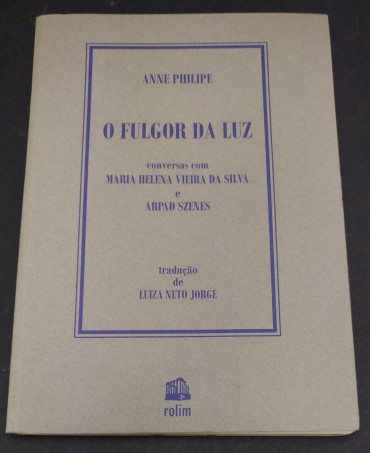 ANNE PHILIPE
O FULGOR DA LUZ
conversas com
MARIA HELENA VIEIRA DA SILVA
e
ARPAD SZENES
tradução
de
LUIZA NETO JORGE
rolim